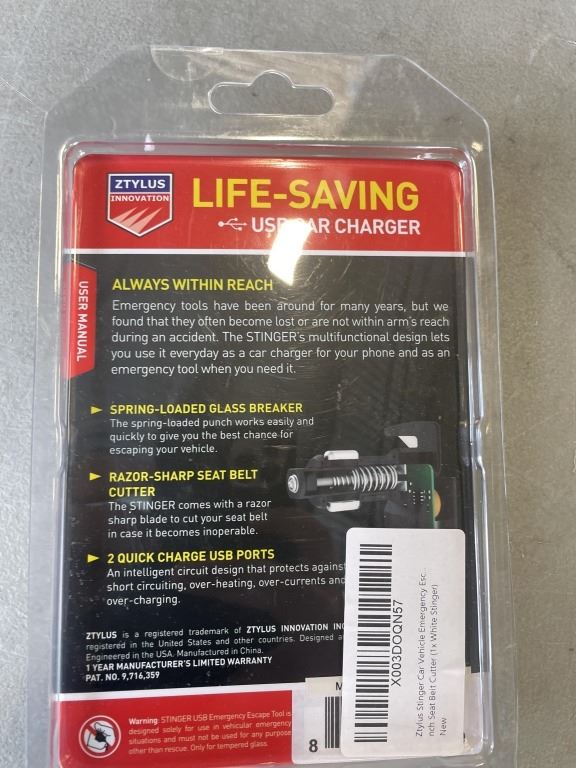 ZTYLUS
INNOVATION
LIFE-SAVING
USB CAR CHARGER
USER MANUAL
ALWAYS WITHIN REACH
Emergency tools have been around for many years, but we
found that they often become lost or are not within arm's reach
during an accident. The STINGER's multifunctional design lets
you use it everyday as a car charger for your phone and as an
emergency tool when you need it.
SPRING-LOADED GLASS BREAKER
The spring-loaded punch works easily and
quickly to give you the best chance for
escaping your vehicle.
RAZOR-SHARP SEAT BELT
CUTTER
The STINGER comes with a razor
sharp blade to cut your seat belt
in case it becomes inoperable.
2 QUICK CHARGE USB PORTS
An intelligent circuit design that protects against
short circuiting, over-heating, over-currents and
over-charging.
ZTYLUS is a registered trademark of ZTYLUS INNOVATION INC
registered in the United States and other countries. Designed a
Engineered in the USA. Manufactured in China.
1 YEAR MANUFACTURER'S LIMITED WARRANTY
PAT. NO. 9,716,359
Warning: STINGER USB Emergency Escape Tool is
designed solely for use in vehicular emergency
situations and must not be used for any purpose
other than rescue. Only for tempered glass.
M
8
X003DOQN57
Ztylus Stinger Car Vehicle Emergency Esc...
nch Seat Belt Cutter (1x White Stinger)
New